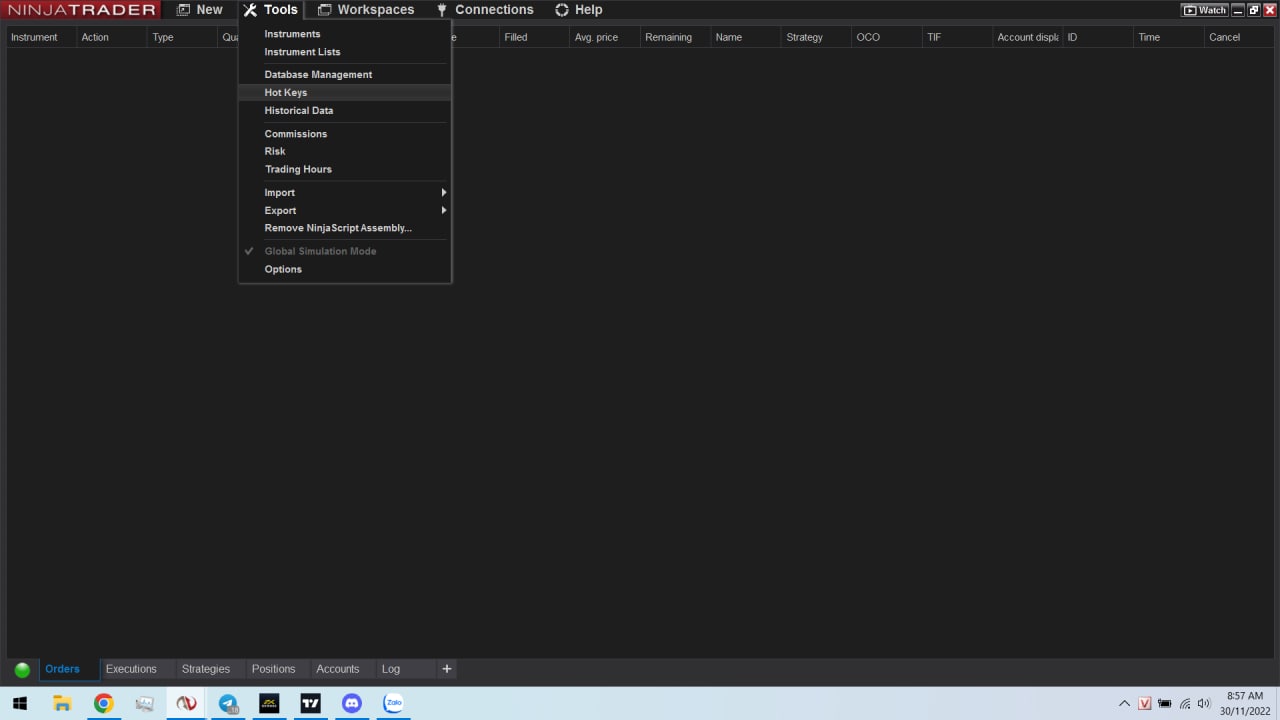 NINJATRADER New Tools Workspaces Connections Help Watch
Instrument Action Type Qua e Filled Avg. price Remaining Name Strategy OCO TIF Account displa ID Time Cancel
Instruments
Instrument Lists
Database Management
Hot Keys
Historical Data
Commissions
Risk
Trading Hours
Import
Export
Remove NinjaScript Assembly...
Global Simulation Mode
Options
Orders Executions Strategies Positions Accounts Log +
Zalo
V
8:57 AM
30/11/2022